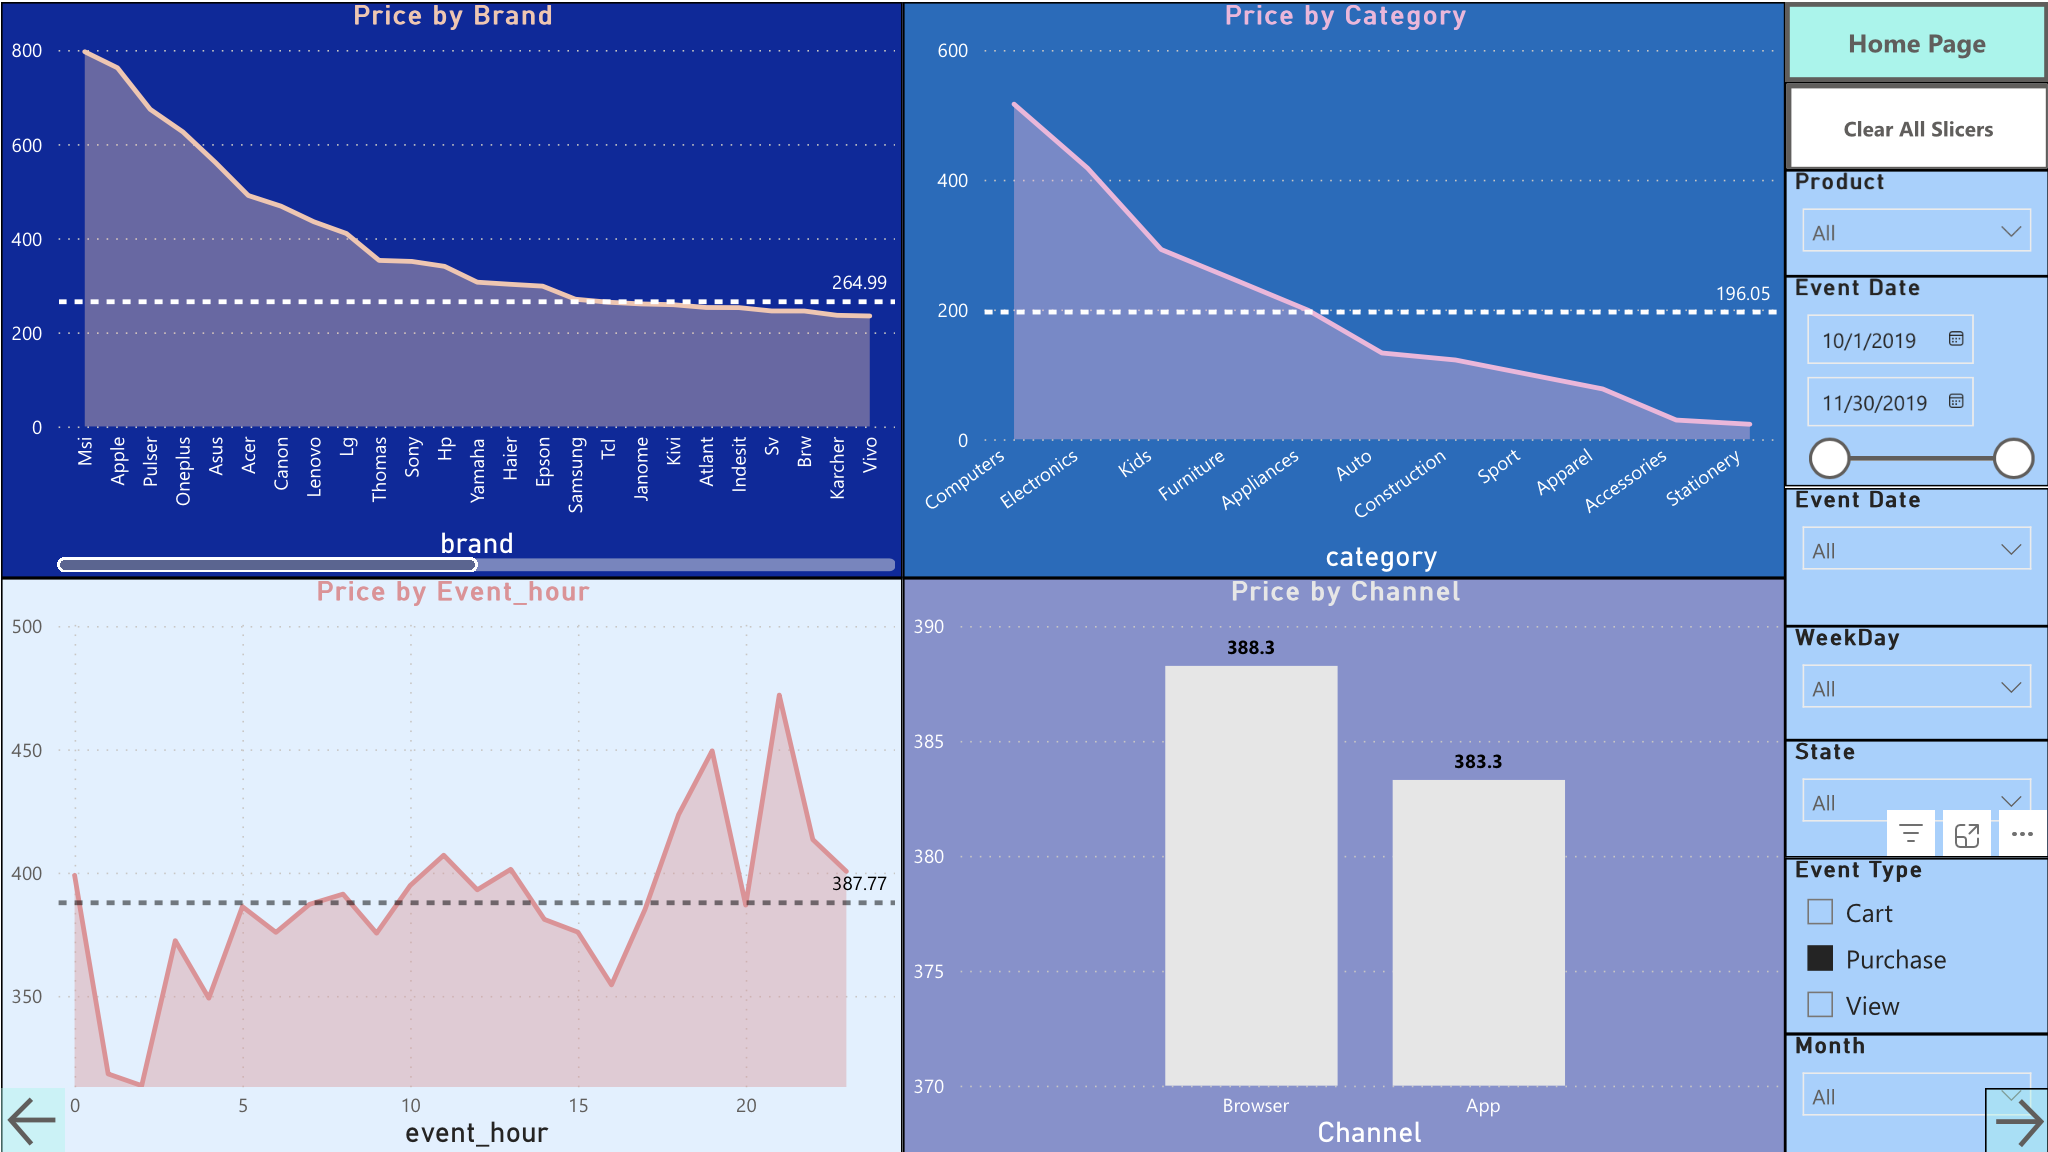 Price by Brand
800
600
400
200
0
264.99
Msi
Apple
Pulser
Oneplus
Asus
Acer
Canon
Lenovo
Lg
Thomas
Sony
Hp
Yamaha
Haier
Epson
Samsung
Tcl
Janome
Kivi
Atlant
Indesit
Sv
Brw
Karcher
Vivo
brand
Price by Category
600
400
200
0
196.05
Computers
Electronics
Kids
Furniture
Appliances
Auto
Construction
Sport
Apparel
Accessories
Stationery
category
Price by Event_hour
500
450
400
350
387.77
0
5
10
15
20
event_hour
Price by Channel
390
385
380
375
370
388.3
383.3
Browser
App
Channel
Home Page
Clear All Slicers
Product
All
Event Date
10/1/2019
11/30/2019
Event Date
All
WeekDay
All
State
All
Event Type
Cart
Purchase
View
Month
All